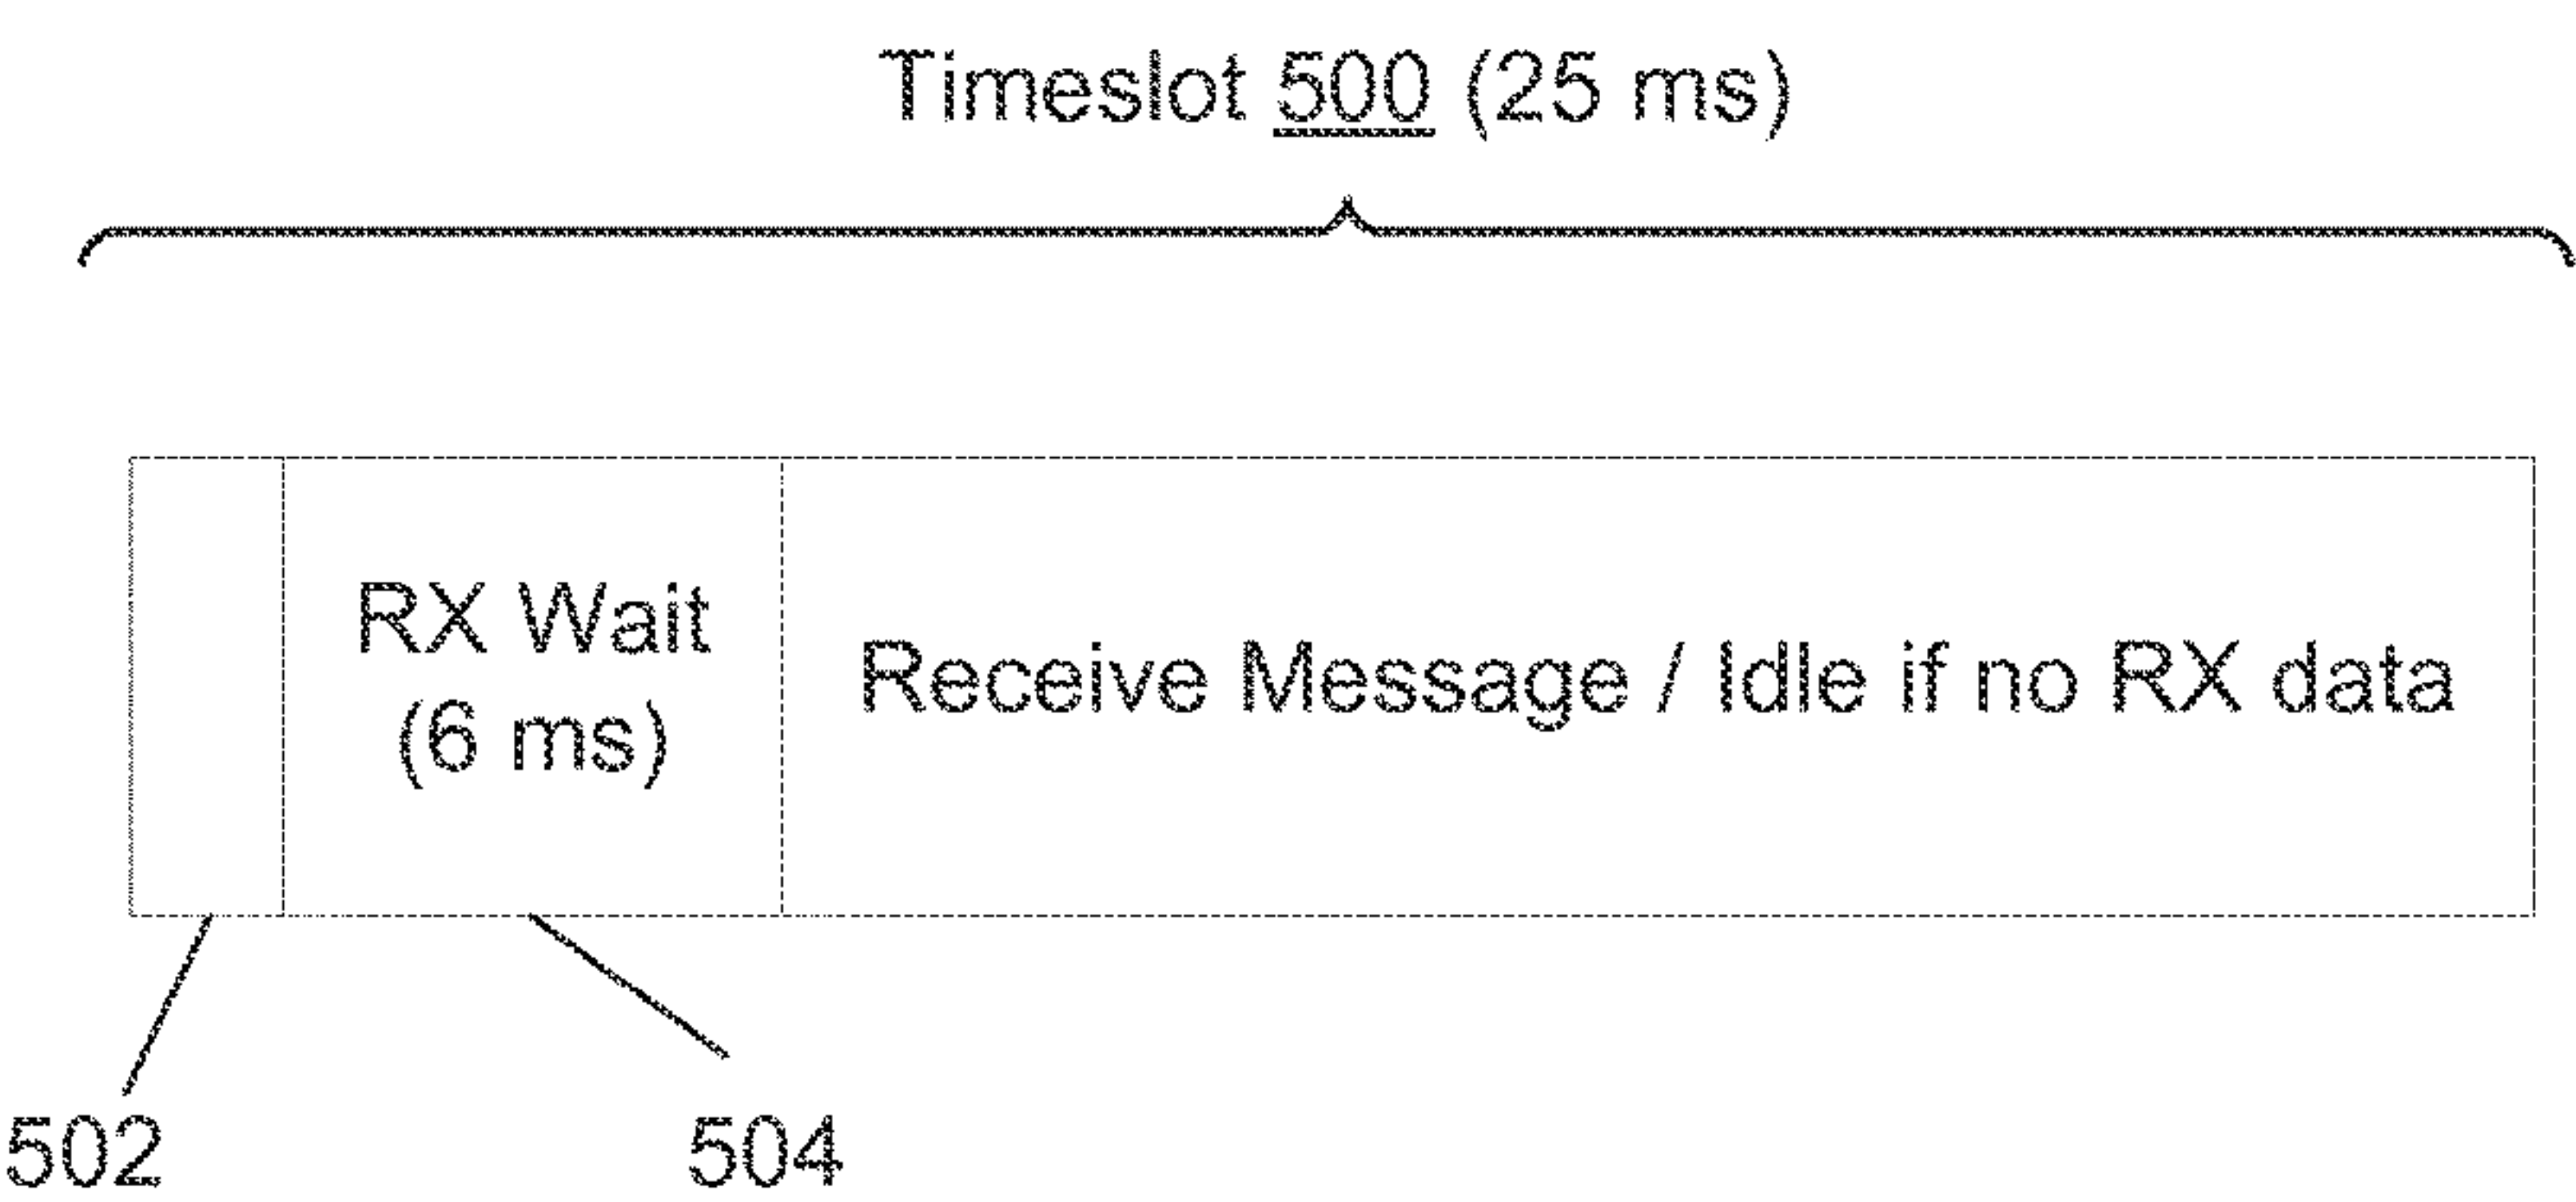 Timeslot 500 (25 ms)
RX Wait
(6 ms)
Receive Message / Idle if no RX data
502
504